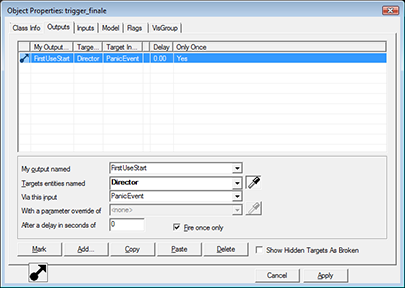 Object Properties: trigger_finale
Class Info Outputs Inputs Model Flags VisGroup
My Output... Targe... Target In... Delay Only Once
FirstUseStart Director PanicEvent 0.00 Yes
My output named FirstUseStart
Targets entities named Director
Via this input PanicEvent
With a parameter override of <none>
After a delay in seconds of 0 Fire once only
Mark Add... Copy Paste Delete Show Hidden Targets As Broken
Cancel Apply